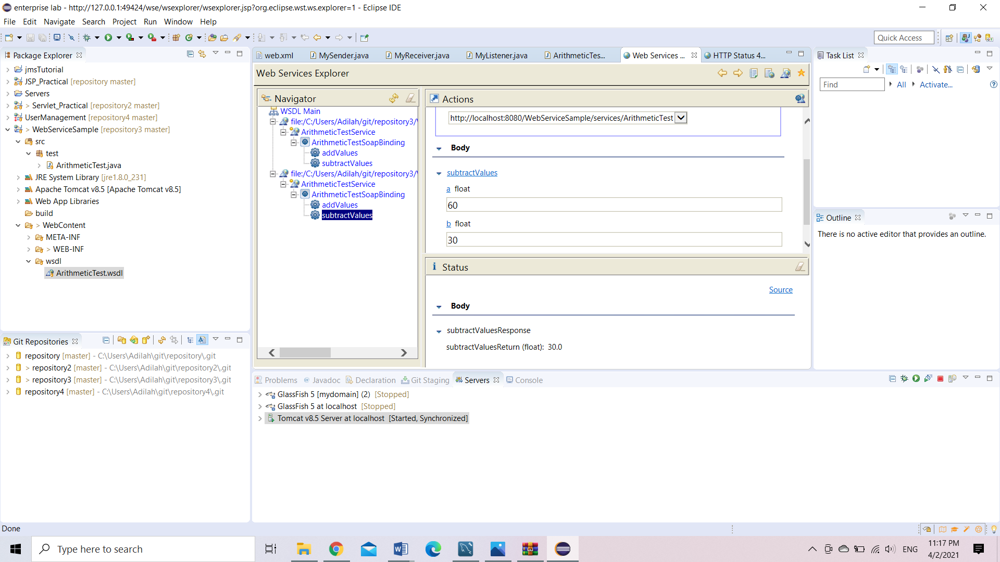 enterprise lab - http://127.0.0.1:49424/wse/wsexplorer/wsexplorer.jsp?org.eclipse.wst.ws.explorer=1 - Eclipse IDE
File Edit Navigate Search Project Run Window Help
Quick Access
Package Explorer
jmsTutorial
JSP_Practical [repository master]
Servers
> Servlet_Practical [repository2 master]
UserManagement [repository4 master]
> WebServiceSample [repository3 master]
src
test
ArithmeticTest.java
JRE System Library [jre1.8.0_231]
Apache Tomcat v8.5 [Apache Tomcat v8.5]
Web App Libraries
build
> WebContent
META-INF
> WEB-INF
wsdl
ArithmeticTest.wsdl
Git Repositories
repository [master] - C:\Users\Adilah\git\repository\.git
> repository2 [master] - C:\Users\Adilah\git\repository2\.git
> repository3 [master] - C:\Users\Adilah\git\repository3\.git
repository4 [master] - C:\Users\Adilah\git\repository4\.git
web.xml MySender.java MyReceiver.java MyListener.java ArithmeticTes... Web Services ... HTTP Status 4...
Web Services Explorer
Navigator
WSDL Main
file:/C:/Users/Adilah/git/repository3/
ArithmeticTestService
ArithmeticTestSoapBinding
addValues
subtractValues
file:/C:/Users/Adilah/git/repository3/
ArithmeticTestService
ArithmeticTestSoapBinding
addValues
subtractValues
Actions
http://localhost:8080/WebServiceSample/services/ArithmeticTest
Body
subtractValues
a float
60
b float
30
Status
Source
Body
subtractValuesResponse
subtractValuesReturn (float): 30.0
Problems @ Javadoc Declaration Git Staging Servers Console
GlassFish 5 [mydomain] (2) [Stopped]
GlassFish 5 at localhost [Stopped]
Tomcat v8.5 Server at localhost [Started, Synchronized]
Task List
Find All Activate...
Outline
There is no active editor that provides an outline.
Done
Type here to search
ENG
11:17 PM
4/2/2021